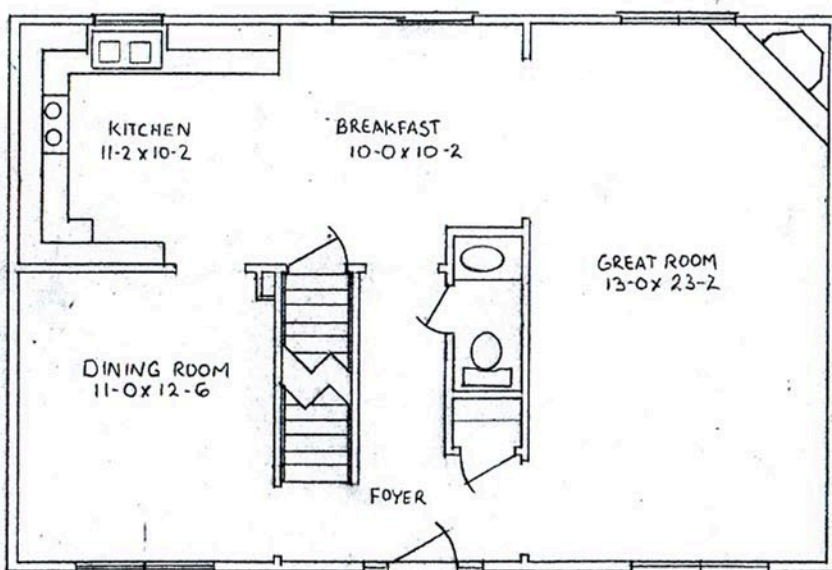 KITCHEN
11-2 x 10-2
BREAKFAST
10-0 x 10-2
GREAT ROOM
13-0 x 23-2
DINING ROOM
11-0 x 12-6
FOYER